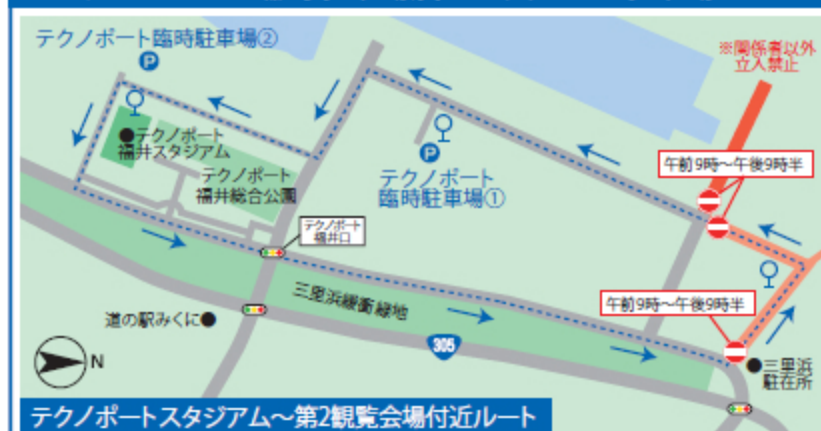 テクノポート臨時駐車場②
P
※関係者以外
立入禁止
●テクノポート
福井スタジアム
テクノポート
福井総合公園
P
テクノポート
臨時駐車場①
午前9時～午後9時半
テクノポート
福井口
三里浜緩衝緑地
午前9時～午後9時半
道の駅みくに●
305
N
●三里浜
駐在所
テクノポートスタジアム～第2観覧会場付近ルート